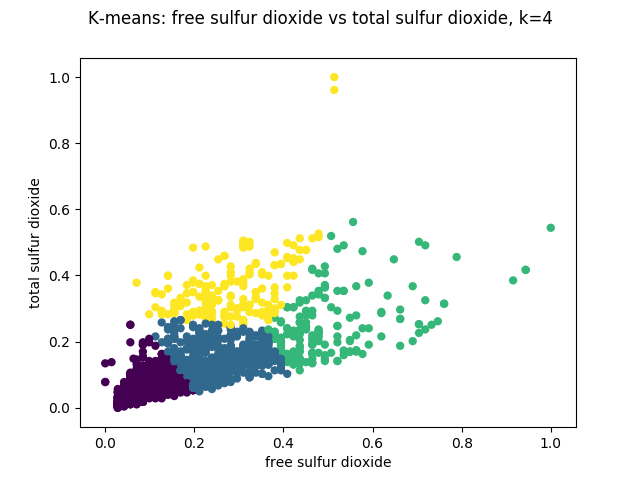 K-means: free sulfur dioxide vs total sulfur dioxide, k=4
1.0
0.8
0.6
0.4
0.2
0.0
total sulfur dioxide
0.0 0.2 0.4 0.6 0.8 1.0
free sulfur dioxide